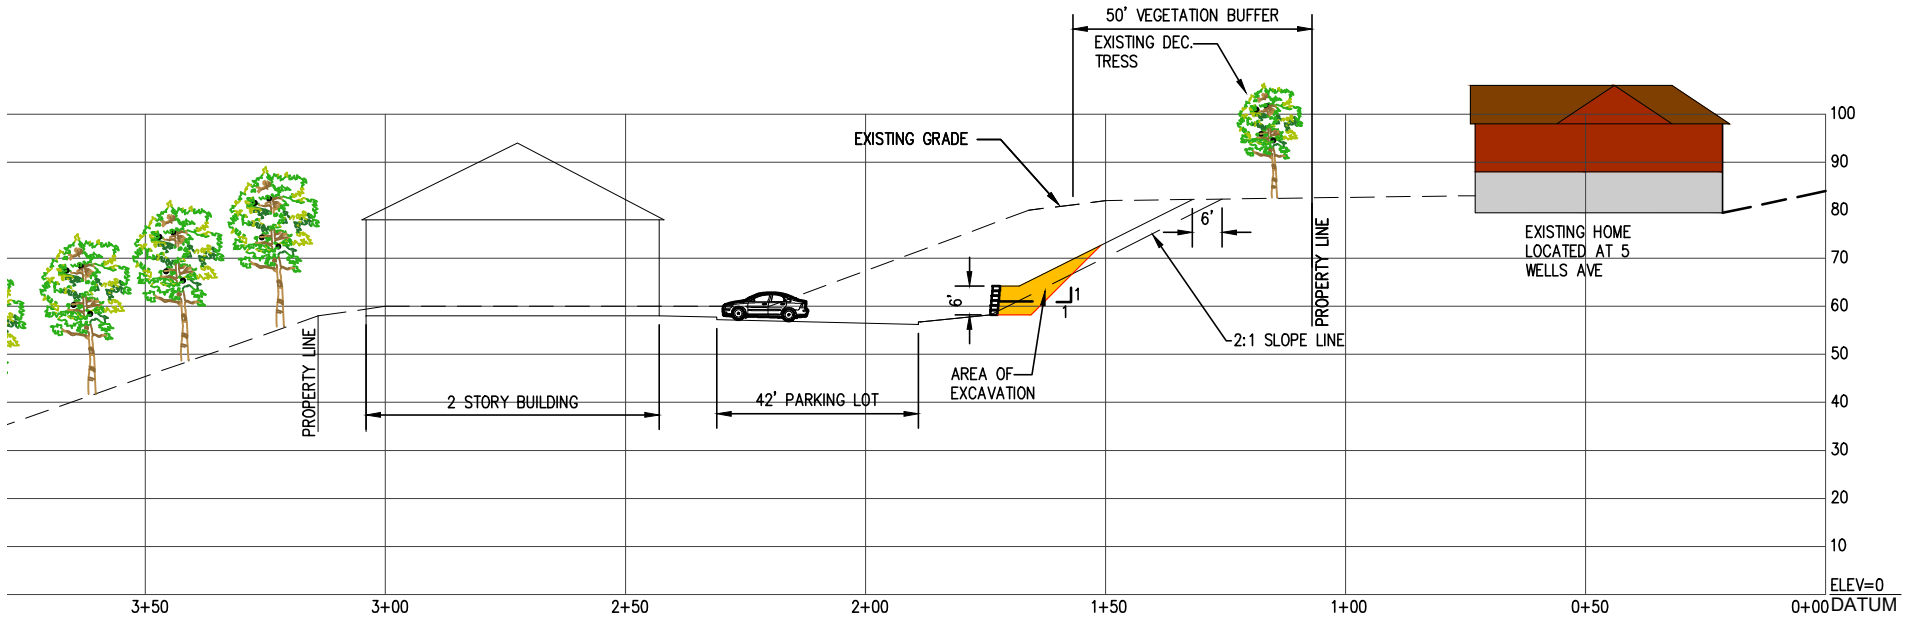 50' VEGETATION BUFFER
EXISTING DEC.
TRESS
EXISTING GRADE
100
90
80
70
60
50
40
30
20
10
ELEV=0
DATUM
6'
6'
1
1
PROPERTY LINE
EXISTING HOME
LOCATED AT 5
WELLS AVE
2:1 SLOPE LINE
AREA OF
EXCAVATION
PROPERTY LINE
2 STORY BUILDING
42' PARKING LOT
3+50
3+00
2+50
2+00
1+50
1+00
0+50
0+00